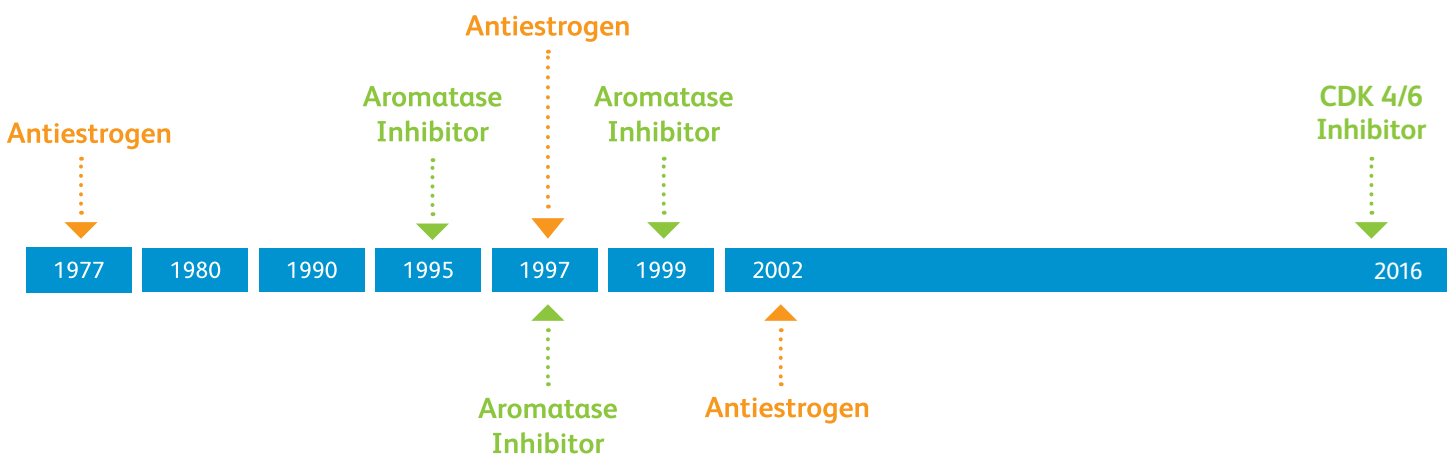 Antiestrogen
Aromatase
Inhibitor
Aromatase
Inhibitor
CDK 4/6
Inhibitor
Antiestrogen
1977
1980
1990
1995
1997
1999
2002
2016
Aromatase
Inhibitor
Antiestrogen